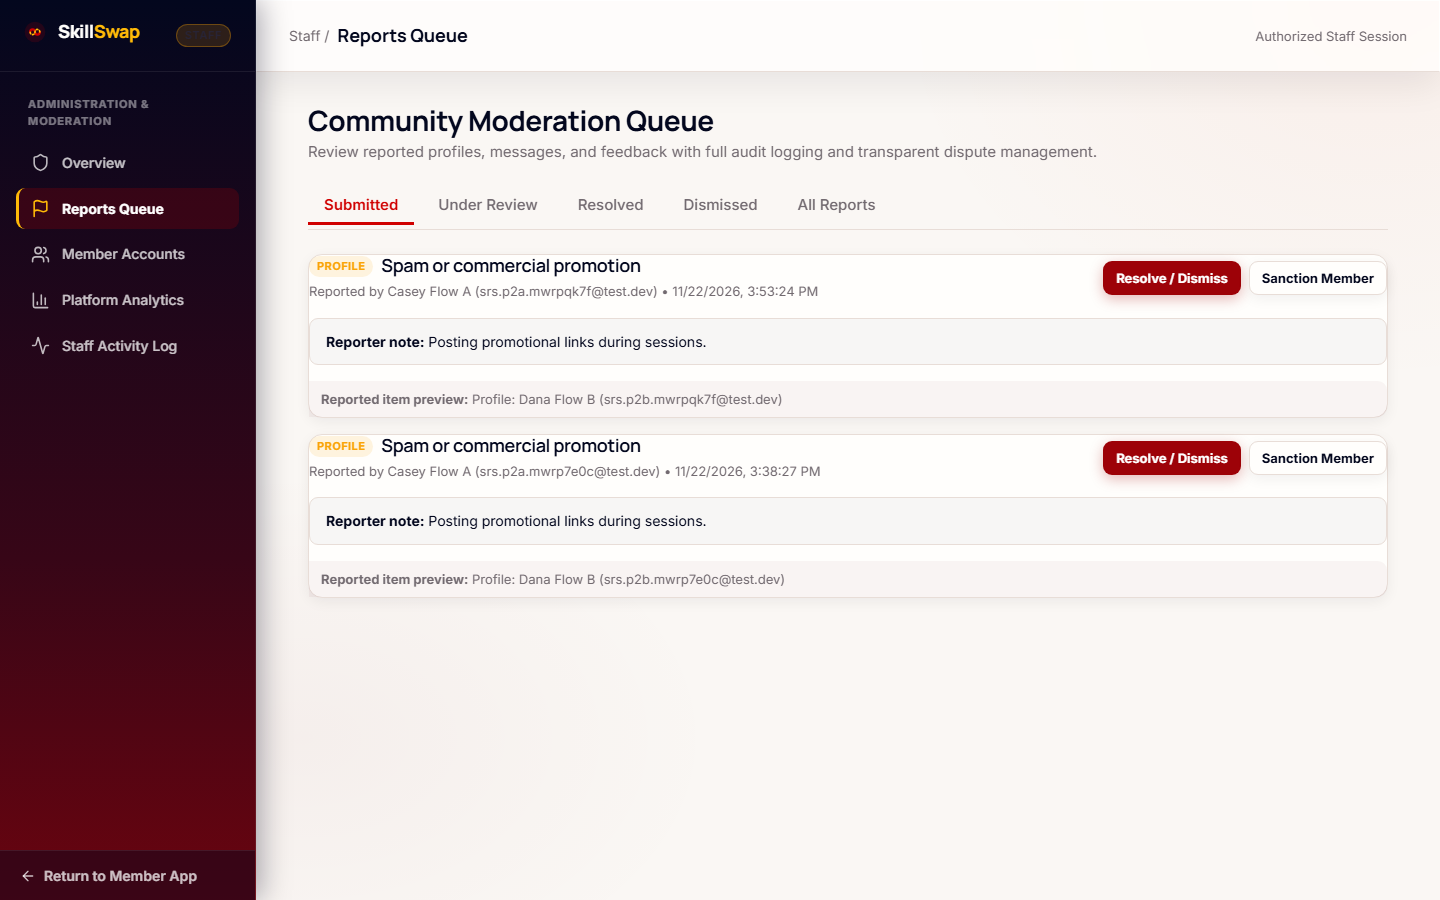 SkillSwap
Staff / Reports Queue
Authorized Staff Session
ADMINISTRATION &
MODERATION
Overview
Reports Queue
Member Accounts
Platform Analytics
Staff Activity Log
Return to Member App
Community Moderation Queue
Review reported profiles, messages, and feedback with full audit logging and transparent dispute management.
Submitted Under Review Resolved Dismissed All Reports
PROFILE Spam or commercial promotion
Reported by Casey Flow A (srs.p2a.mwrpqk7f@test.dev) • 11/22/2026, 3:53:24 PM
Resolve / Dismiss Sanction Member
Reporter note: Posting promotional links during sessions.
Reported item preview: Profile: Dana Flow B (srs.p2b.mwrpqk7f@test.dev)
PROFILE Spam or commercial promotion
Reported by Casey Flow A (srs.p2a.mwrp7e0c@test.dev) • 11/22/2026, 3:38:27 PM
Resolve / Dismiss Sanction Member
Reporter note: Posting promotional links during sessions.
Reported item preview: Profile: Dana Flow B (srs.p2b.mwrp7e0c@test.dev)